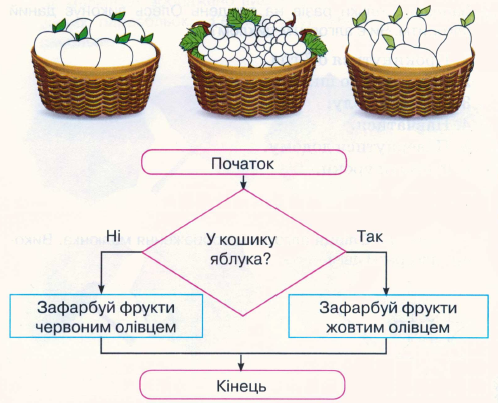 Початок
Ні
У кошику
яблука?
Так
Зафарбуй фрукти
червоним олівцем
Зафарбуй фрукти
жовтим олівцем
Кінець